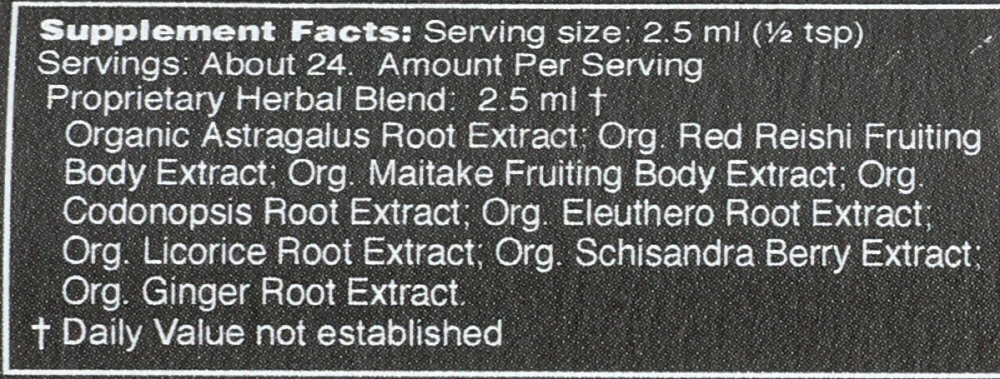 Supplement Facts: Serving size: 2.5 ml (½ tsp)
Servings: About 24. Amount Per Serving
Proprietary Herbal Blend: 2.5 ml †
Organic Astragalus Root Extract; Org. Red Reishi Fruiting
Body Extract; Org. Maitake Fruiting Body Extract; Org.
Codonopsis Root Extract; Org. Eleuthero Root Extract;
Org. Licorice Root Extract; Org. Schisandra Berry Extract;
Org. Ginger Root Extract.
† Daily Value not established